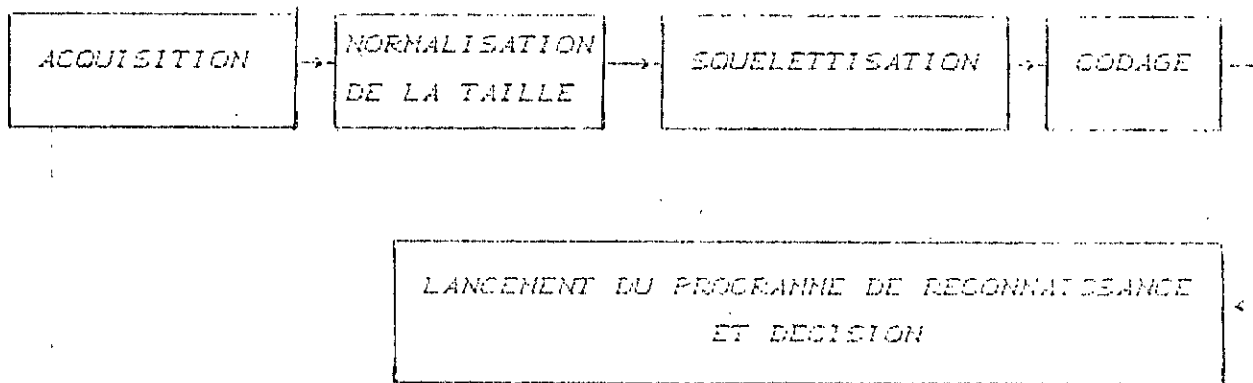 ACQUISITION
NORMALISATION
DE LA TAILLE
SQUELETTISATION
CODAGE
LANCEMENT DU PROGRAMME DE RECONNAISSANCE
ET DECISION